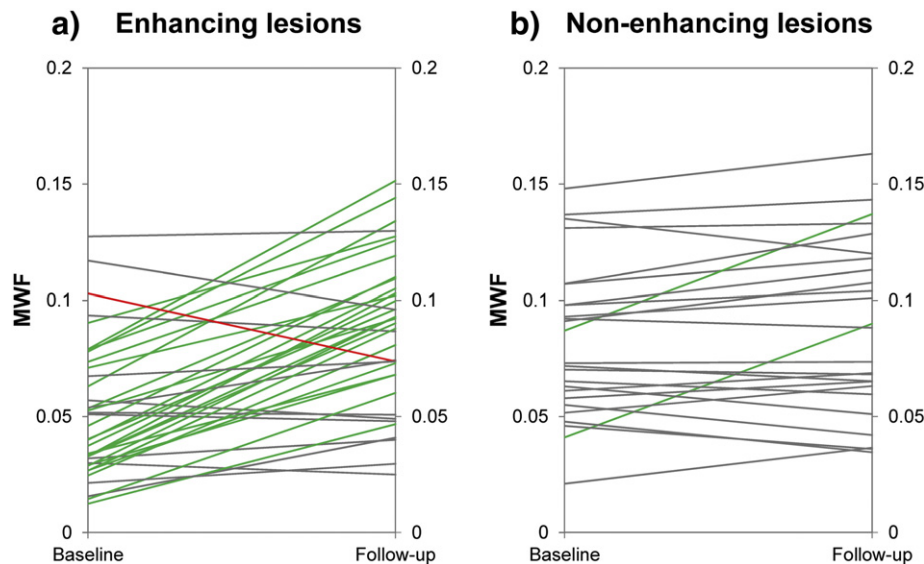 a) Enhancing lesions
0.2 0.2
0.15 0.15
0.1 0.1
MWF
0.05 0.05
0 0
Baseline Follow-up
b) Non-enhancing lesions
0.2 0.2
0.15 0.15
0.1 0.1
MWF
0.05 0.05
0 0
Baseline Follow-up